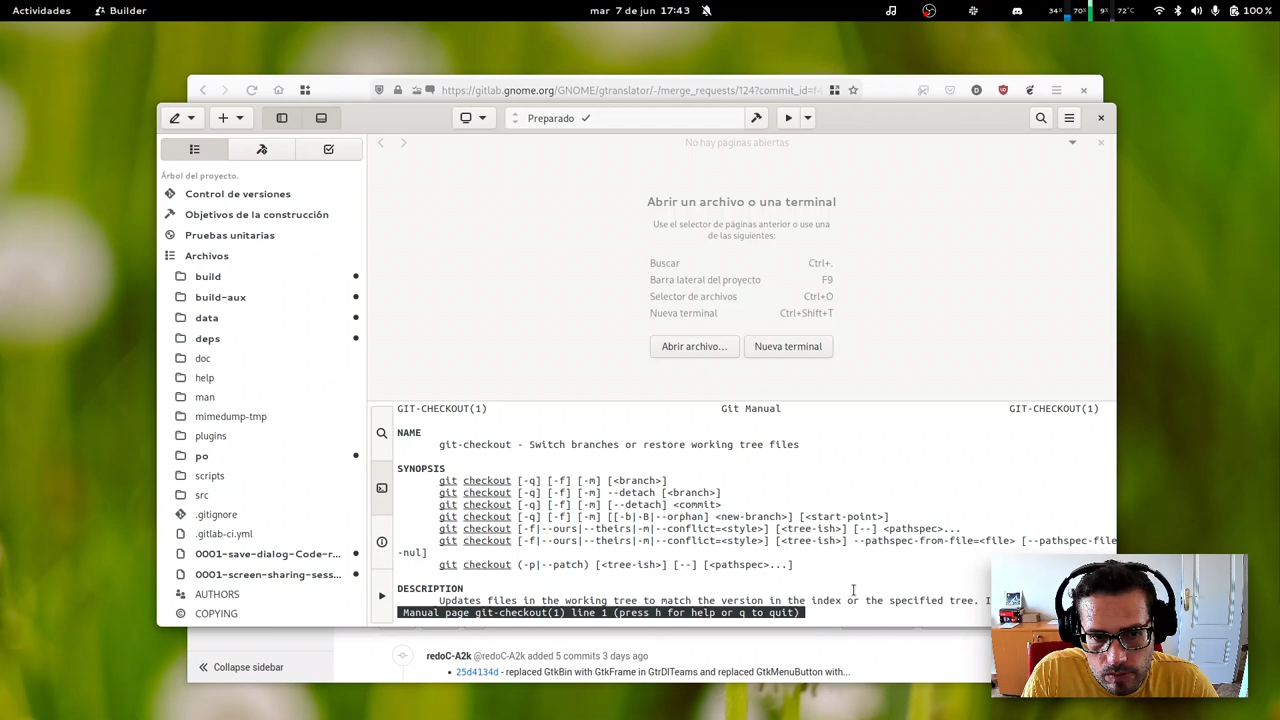 Actividades
Builder
mar 7 de jun 17:43
34%
70%
9%
72°C
100 %
https://gitlab.gnome.org/GNOME/gtranslator/-/merge_requests/124?commit_id=f
Preparado
No hay páginas abiertas
Árbol del proyecto.
Control de versiones
Objetivos de la construcción
Pruebas unitarias
Archivos
build
build-aux
data
deps
doc
help
man
mimedump-tmp
plugins
po
scripts
src
.gitignore
.gitlab-ci.yml
0001-save-dialog-Code-r...
0001-screen-sharing-sess...
AUTHORS
COPYING
Abrir un archivo o una terminal
Use el selector de páginas anterior o use una
de las siguientes:
Buscar Ctrl+.
Barra lateral del proyecto F9
Selector de archivos Ctrl+O
Nueva terminal Ctrl+Shift+T
Abrir archivo...
Nueva terminal
GIT-CHECKOUT(1) Git Manual GIT-CHECKOUT(1)
NAME
git-checkout - Switch branches or restore working tree files
SYNOPSIS
git checkout [-q] [-f] [-m] [<branch>]
git checkout [-q] [-f] [-m] --detach [<branch>]
git checkout [-q] [-f] [-m] [--detach] <commit>
git checkout [-q] [-f] [-m] [[-b|-B|--orphan] <new-branch>] [<start-point>]
git checkout [-f|--ours|--theirs|-m|--conflict=<style>] [<tree-ish>] [--] <pathspec>...
git checkout [-f|--ours|--theirs|-m|--conflict=<style>] [<tree-ish>] --pathspec-from-file=<file> [--pathspec-file
-nul]
git checkout (-p|--patch) [<tree-ish>] [--] [<pathspec>...]
DESCRIPTION
Updates files in the working tree to match the version in the index or the specified tree.
Manual page git-checkout(1) line 1 (press h for help or q to quit)
redoC-A2k @redoC-A2k added 5 commits 3 days ago
Collapse sidebar
25d4134d - replaced GtkBin with GtkFrame in GtrDlTeams and replaced GtkMenuButton with...